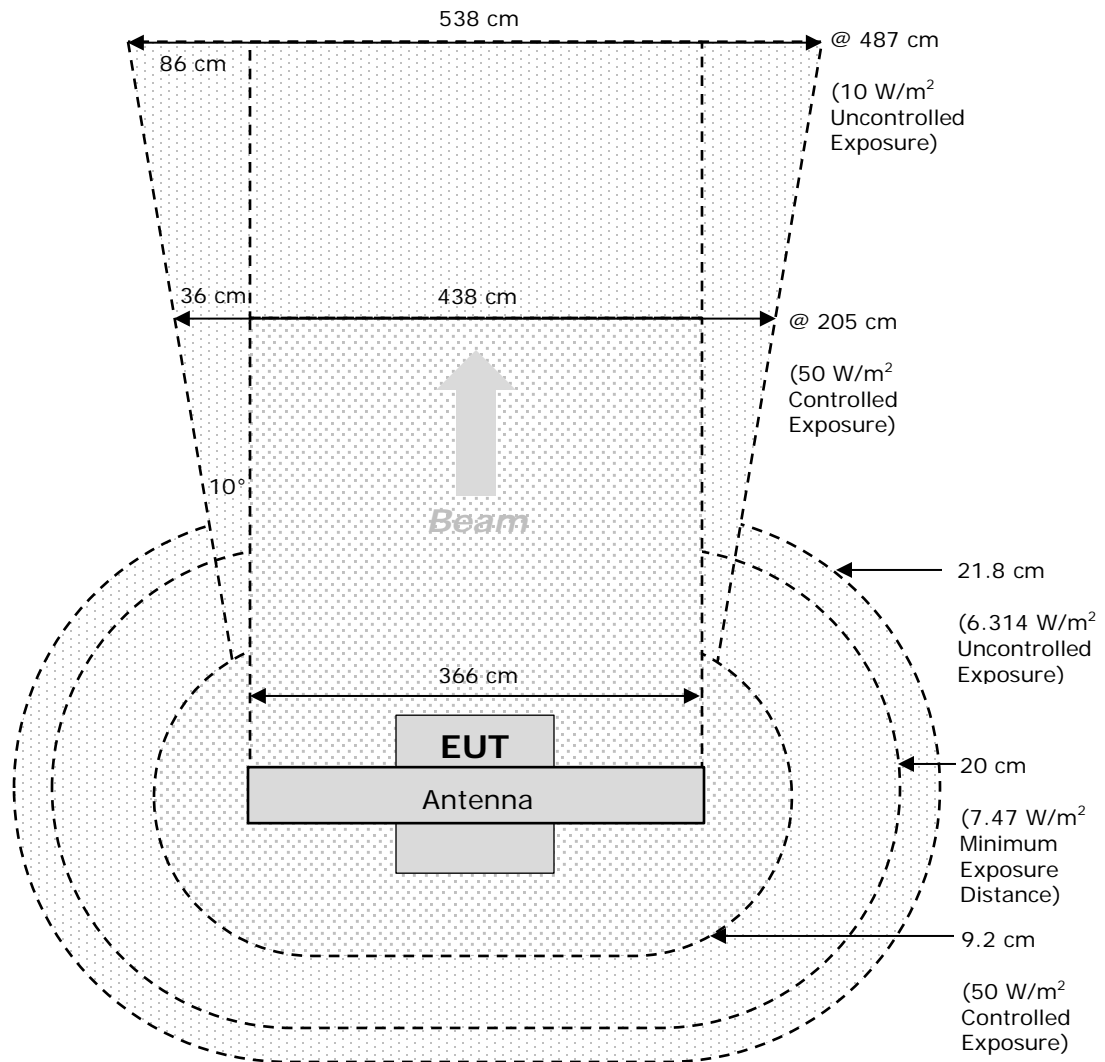 538 cm
@ 487 cm
86 cm
(10 W/m²
Uncontrolled
Exposure)
36 cm
438 cm
@ 205 cm
(50 W/m²
Controlled
Exposure)
10°
Beam
21.8 cm
(6.314 W/m²
Uncontrolled
Exposure)
366 cm
EUT
20 cm
Antenna
(7.47 W/m²
Minimum
Exposure
Distance)
9.2 cm
(50 W/m²
Controlled
Exposure)